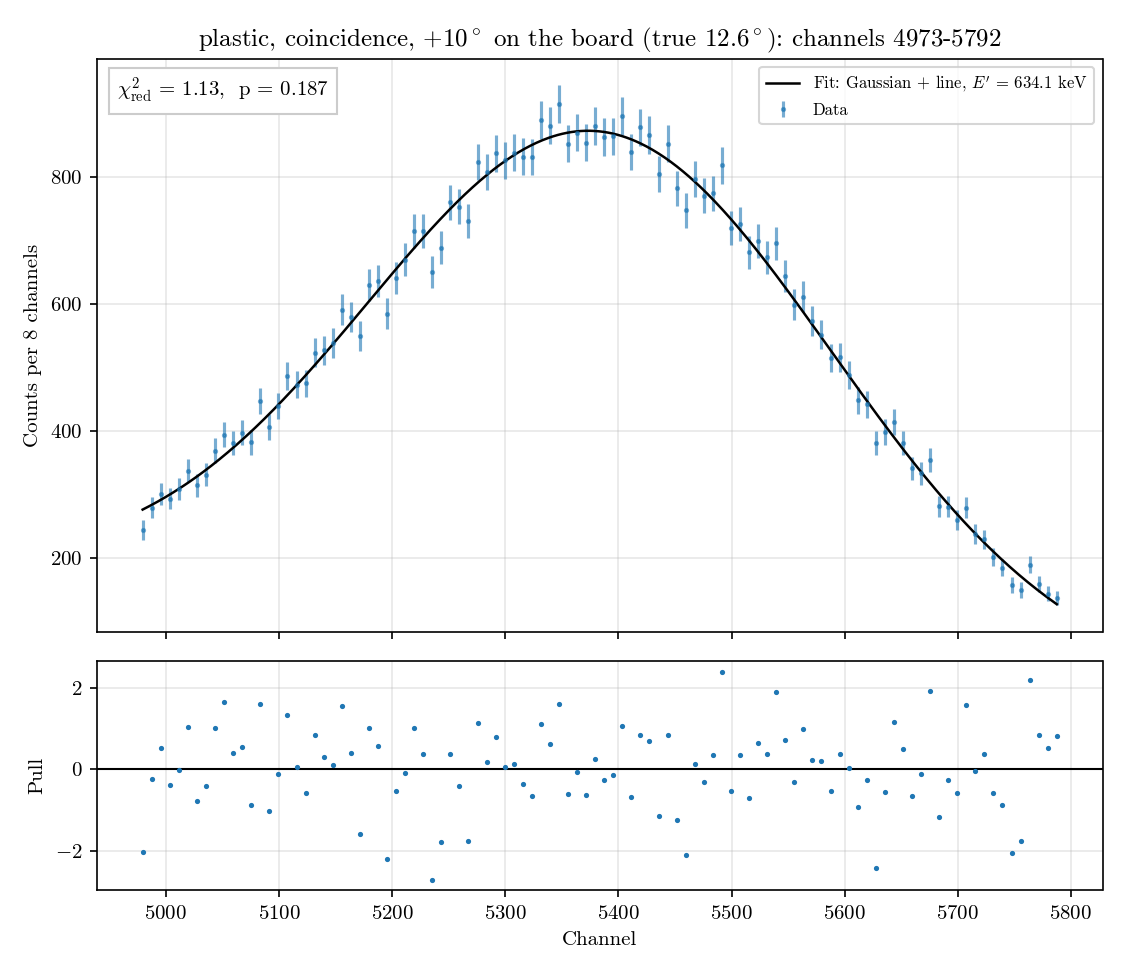 plastic, coincidence, +10° on the board (true 12.6°): channels 4973-5792
χ²red = 1.13, p = 0.187
Fit: Gaussian + line, E′ = 634.1 keV
Data
Counts per 8 channels
800
600
400
200
Pull
2
0
−2
5000 5100 5200 5300 5400 5500 5600 5700 5800
Channel